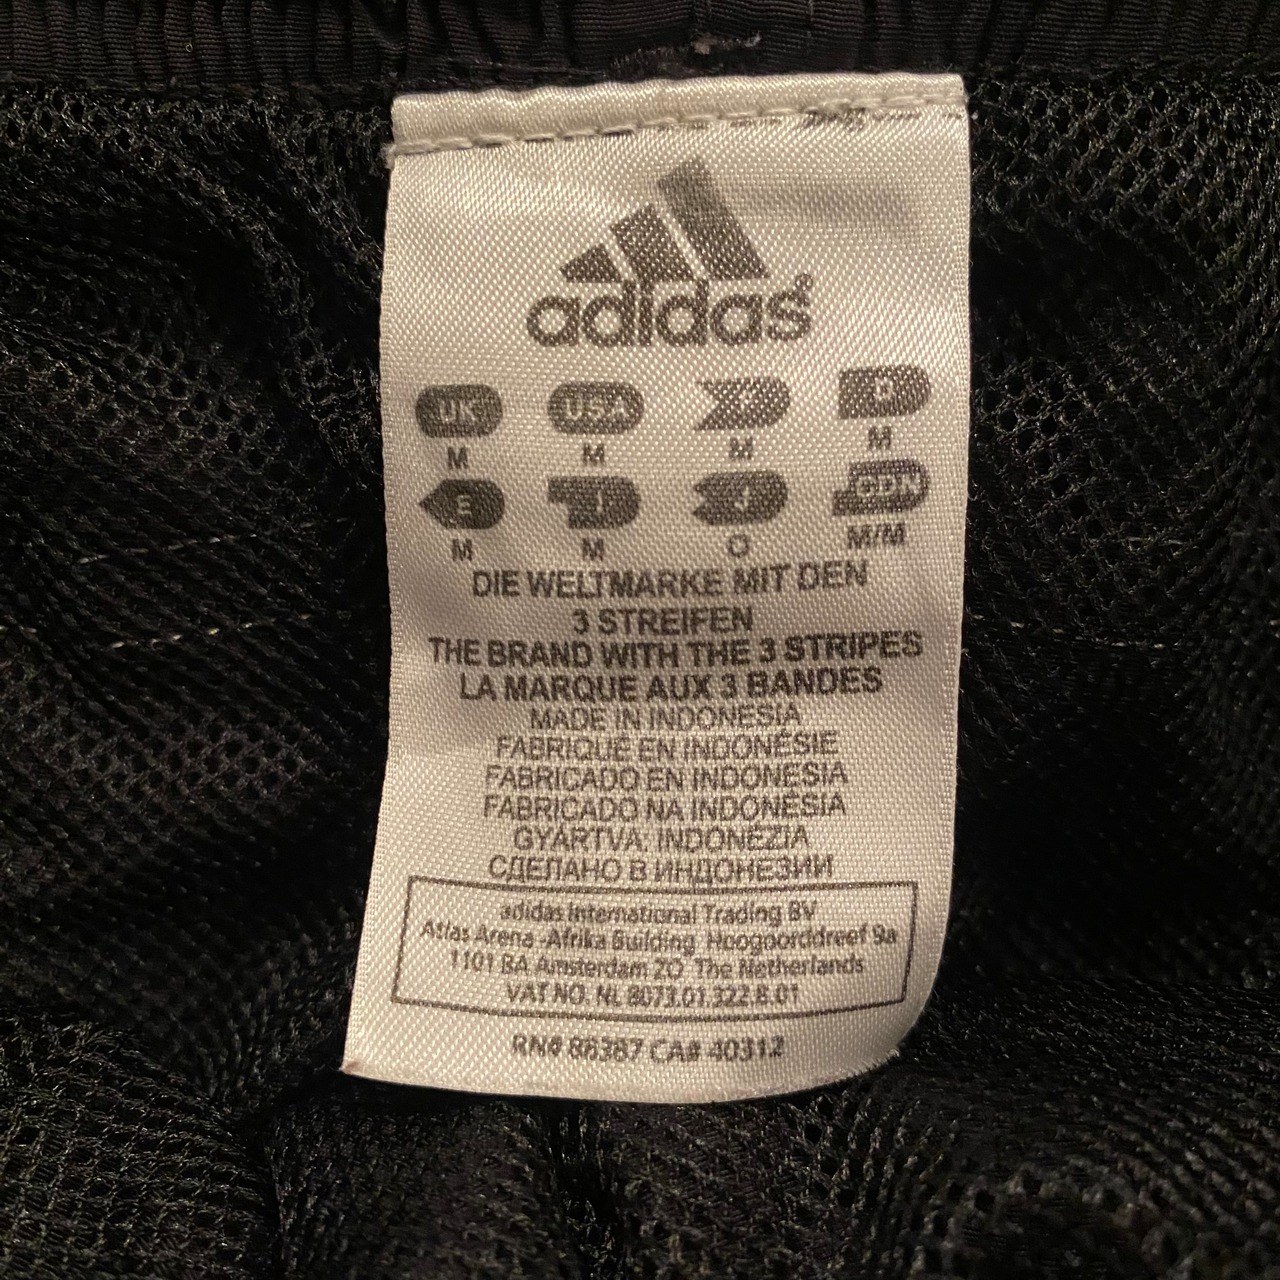 adidas®
UK USA F D
M M M M
E I J CDN
M M O M/M
DIE WELTMARKE MIT DEN
3 STREIFEN
THE BRAND WITH THE 3 STRIPES
LA MARQUE AUX 3 BANDES
MADE IN INDONESIA
FABRIQUÉ EN INDONÉSIE
FABRICADO EN INDONESIA
FABRICADO NA INDONÉSIA
GYÁRTVA: INDONÉZIA
СДЕЛАНО В ИНДОНЕЗИИ
adidas International Trading BV
Atlas Arena -Afrika Building, Hoogoorddreef 9a
1101 BA Amsterdam ZO The Netherlands
VAT NO. NL 8073.01.322.B.01
RN# 88387 CA# 40312